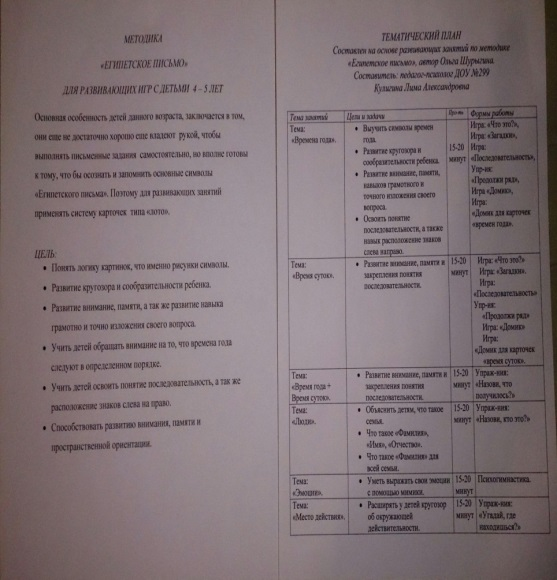 МЕТОДИКА
«ЕГИПЕТСКОЕ ПИСЬМО»
ДЛЯ РАЗВИВАЮЩИХ ИГР С ДЕТЬМИ 4 – 5 ЛЕТ
Основная особенность детей данного возраста, заключается в том,
они еще не достаточно хорошо еще владеют рукой, чтобы
выполнять письменные задания самостоятельно, но вполне готовы
к тому, что бы осознать и запомнить основные символы
«Египетского письма». Поэтому для развивающих занятий
применять систему карточек типа «лото».
ЦЕЛЬ:
• Понять логику картинок, что именно рисунки символы.
• Развитие кругозора и сообразительности ребенка.
• Развитие внимание, памяти, а так же развитие навыка
грамотно и точно изложения своего вопроса.
• Учить детей обращать внимание на то, что времена года
следуют в определенном порядке.
• Учить детей освоить понятие последовательность, а так же
расположение знаков слева на право.
• Способствовать развитию внимания, памяти и
пространственной ориентации.
ТЕМАТИЧЕСКИЙ ПЛАН
Составлен на основе развивающих занятий по методике
«Египетское письмо», автор Ольга Шурыгина.
Составитель: педагог-психолог ДОУ №299
Кулигина Лима Александровна
Тема занятий Цели и задачи Формы работы
Тема:
«Времена года».
• Выучить символы времен
года.
• Развитие кругозора и
сообразительности ребенка.
• Развитие внимание, памяти,
навыков грамотного и
точного изложения своего
вопроса.
• Освоить понятие
последовательность, а также
навык расположение знаков
слева направо.
15-20
минут
Игра: «Что это?»,
Игра: «Загадки»,
Игра:
«Последовательность»,
Упр-ия:
«Продолжи ряд»,
Игра «Домик»,
Игра:
«Домик для карточек
«времен года».
Тема:
«Время суток».
• Развитие внимание, память и
закрепления понятия
последовательности.
15-20
минут
Игра: «Что это?»
Игра: «Загадки».
Игра:
«Последовательность»
Упр-ия:
«Продолжи ряд»
Игра: «Домик»
Игра:
«Домик для карточек
«время суток».
Тема:
«Время года +
Время суток».
• Развитие внимание, памяти и
закрепления понятия
последовательности.
15-20
минут
Упраж-ния:
«Назови, что
получилось?»
Тема:
«Люди».
• Объяснить детям, что такое
семья.
• Что такое «Фамилия»,
«Имя», «Отчество».
• Что такое «Фамилия» для
всей семьи.
15-20
минут
Упраж-ния:
«Назови, кто это?»
Тема:
«Эмоции».
• Уметь выражать свои эмоции
с помощью мимики.
15-20
минут
Психогимнастика.
Тема:
«Место действия».
• Расширять у детей кругозор
об окружающей
действительности.
15-20
минут
Упраж-ния:
«Угадай, где
находишься?»